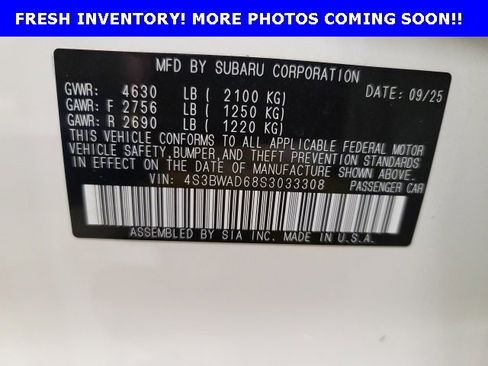 FRESH INVENTORY! MORE PHOTOS COMING SOON!!
MFD BY SUBARU CORPORATION
GVWR: 4630 LB ( 2100 KG) DATE: 09/25
GAWR: F 2756 LB ( 1250 KG)
GAWR: R 2690 LB ( 1220 KG)
THIS VEHICLE CONFORMS TO ALL APPLICABLE FEDERAL MOTOR
VEHICLE SAFETY,BUMPER,AND THEFT PREVENTION STANDARDS
IN EFFECT ON THE DATE OF MANUFACTURE SHOWN ABOVE.
VIN: 4S3BWAD68S3033308 PASSENGER CAR
ASSEMBLED BY SIA INC. MADE IN U.S.A.